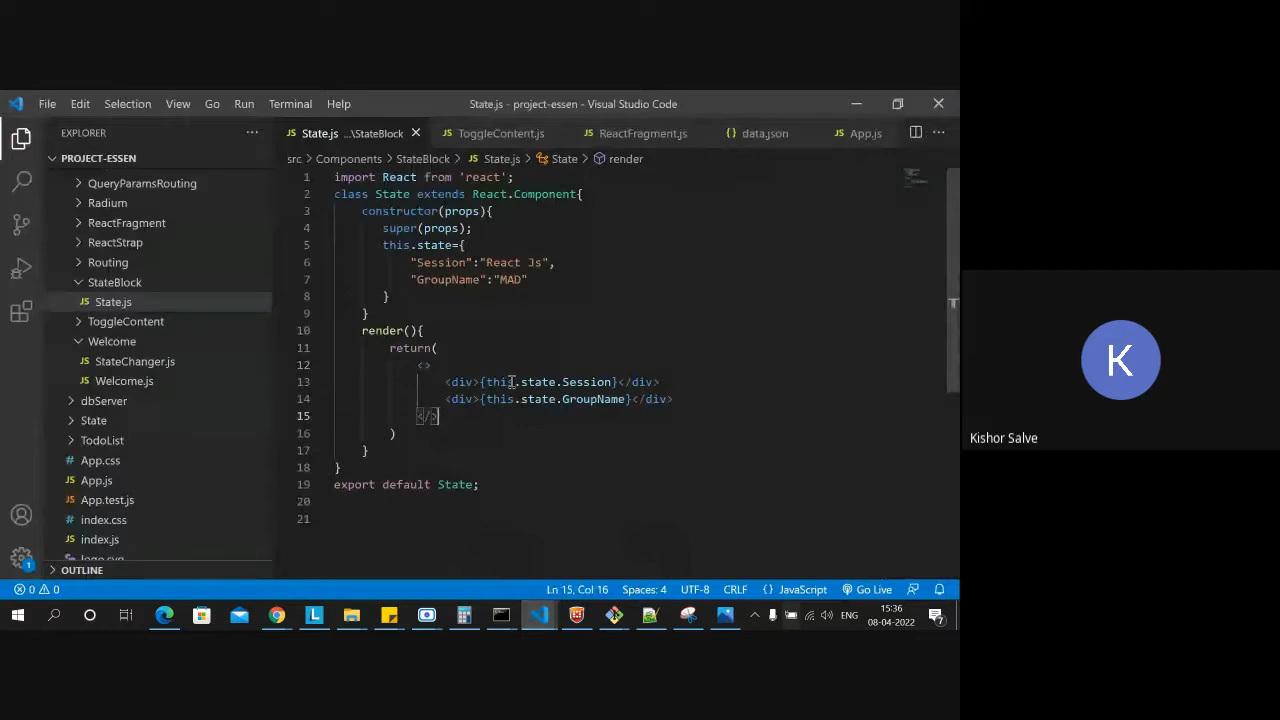 File Edit Selection View Go Run Terminal Help
State.js - project-essen - Visual Studio Code
EXPLORER
State.js ...\StateBlock
ToggleContent.js
ReactFragment.js
data.json
App.js
PROJECT-ESSEN
src > Components > StateBlock > State.js > State > render
QueryParamsRouting
Radium
ReactFragment
ReactStrap
Routing
StateBlock
State.js
ToggleContent
Welcome
StateChanger.js
Welcome.js
dbServer
State
TodoList
App.css
App.js
App.test.js
index.css
index.js
logo.svg
OUTLINE
1 import React from 'react';
2 class State extends React.Component{
3 constructor(props){
4 super(props);
5 this.state={
6 "Session":"React Js",
7 "GroupName":"MAD"
8 }
9 }
10 render(){
11 return(
12 <>
13 <div>{this.state.Session}</div>
14 <div>{this.state.GroupName}</div>
15 </>
16 )
17 }
18 }
19 export default State;
20
21
K
Kishor Salve
1
0 0
Ln 15, Col 16 Spaces: 4 UTF-8 CRLF {} JavaScript Go Live
L
ENG
15:36
08-04-2022
7